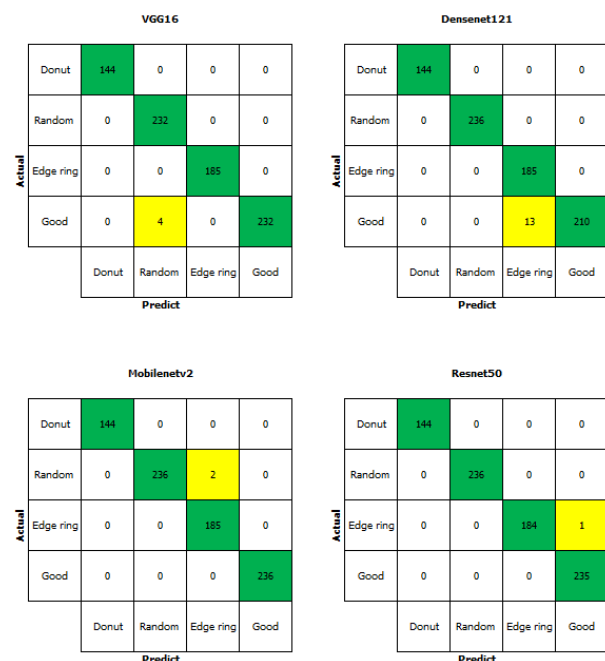 VGG16
Donut 144 0 0 0
Random 0 232 0 0
Edge ring 0 0 185 0
Good 0 4 0 232
Donut Random Edge ring Good
Actual
Predict
Densenet121
Donut 144 0 0 0
Random 0 236 0 0
Edge ring 0 0 185 0
Good 0 0 13 210
Donut Random Edge ring Good
Actual
Predict
Mobilenetv2
Donut 144 0 0 0
Random 0 236 2 0
Edge ring 0 0 185 0
Good 0 0 0 236
Donut Random Edge ring Good
Actual
Predict
Resnet50
Donut 144 0 0 0
Random 0 236 0 0
Edge ring 0 0 184 1
Good 0 0 0 235
Donut Random Edge ring Good
Actual
Predict